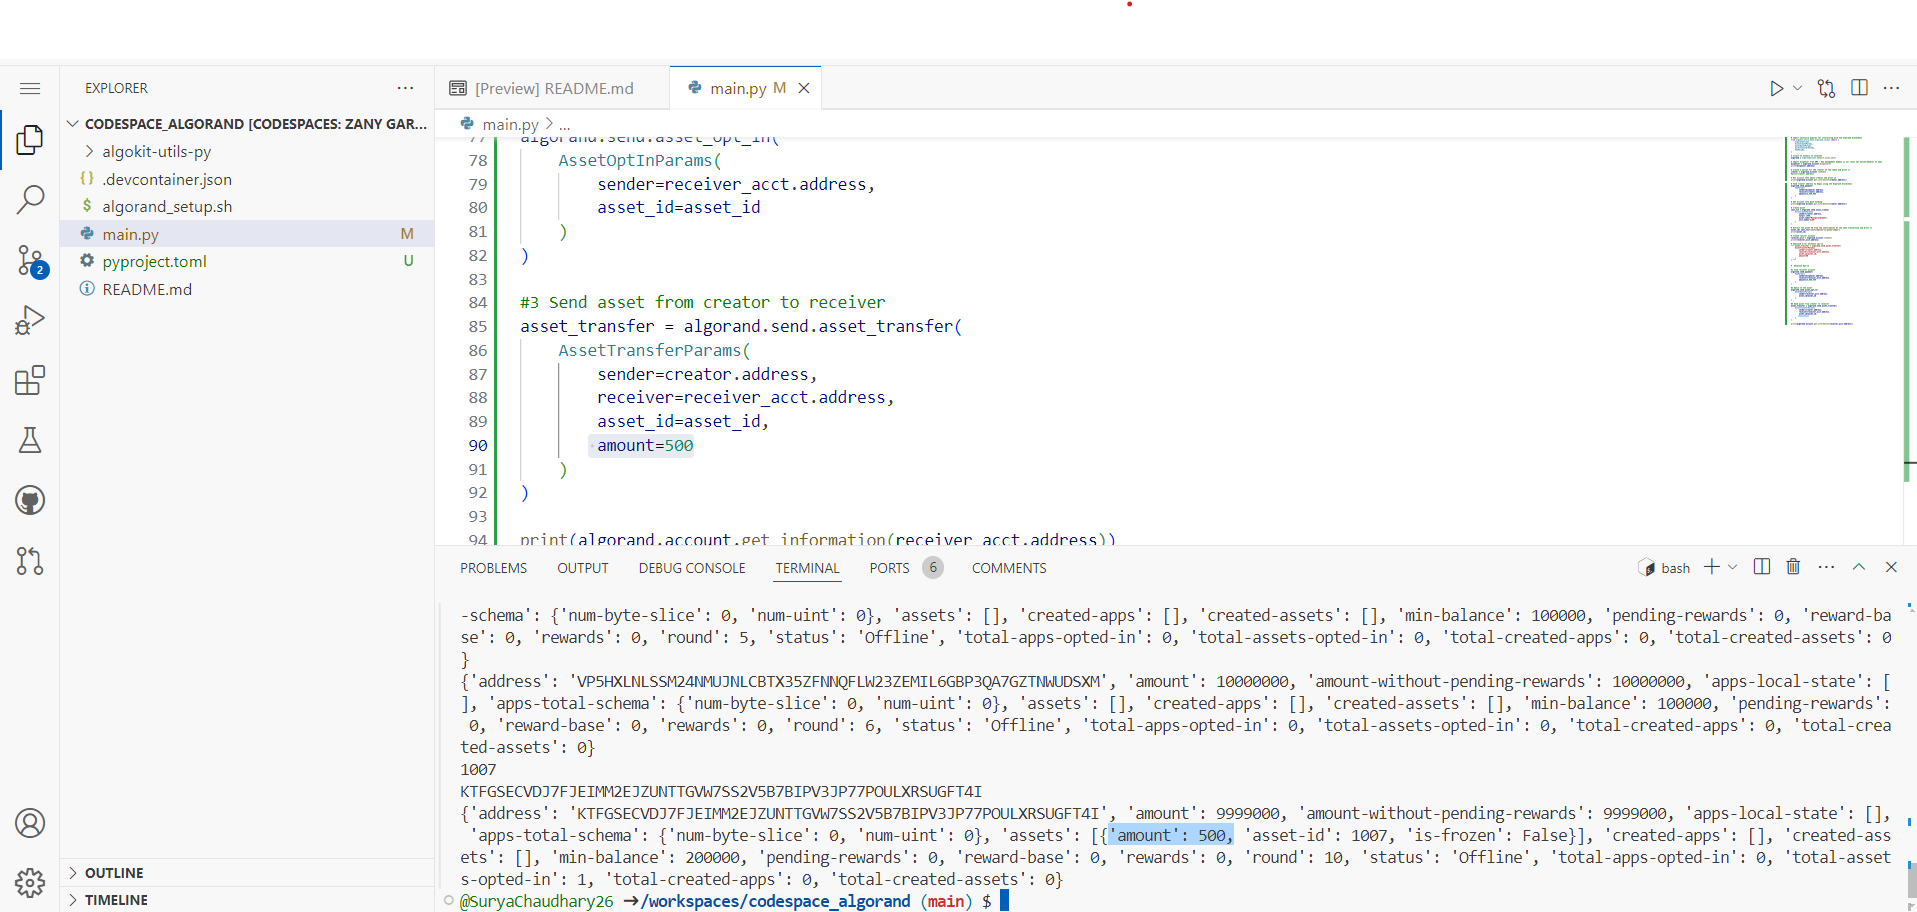 EXPLORER
CODESPACE_ALGORAND [CODESPACES: ZANY GAR...
algokit-utils-py
{} .devcontainer.json
$ algorand_setup.sh
main.py M
pyproject.toml U
README.md
2
OUTLINE
TIMELINE
[Preview] README.md
main.py M
main.py > ...
77 algorand.send.asset_opt_in(
78 AssetOptInParams(
79 sender=receiver_acct.address,
80 asset_id=asset_id
81 )
82 )
83
84 #3 Send asset from creator to receiver
85 asset_transfer = algorand.send.asset_transfer(
86 AssetTransferParams(
87 sender=creator.address,
88 receiver=receiver_acct.address,
89 asset_id=asset_id,
90 amount=500
91 )
92 )
93
94 print(algorand.account.get_information(receiver_acct.address))
PROBLEMS OUTPUT DEBUG CONSOLE TERMINAL PORTS 6 COMMENTS
bash
-schema': {'num-byte-slice': 0, 'num-uint': 0}, 'assets': [], 'created-apps': [], 'created-assets': [], 'min-balance': 100000, 'pending-rewards': 0, 'reward-ba
se': 0, 'rewards': 0, 'round': 5, 'status': 'Offline', 'total-apps-opted-in': 0, 'total-assets-opted-in': 0, 'total-created-apps': 0, 'total-created-assets': 0
}
{'address': 'VP5HXLNLSSM24NMUJNLCBTX35ZFNNQFLW23ZEMIL6GBP3QA7GZTNWUDSXM', 'amount': 10000000, 'amount-without-pending-rewards': 10000000, 'apps-local-state': [
], 'apps-total-schema': {'num-byte-slice': 0, 'num-uint': 0}, 'assets': [], 'created-apps': [], 'created-assets': [], 'min-balance': 100000, 'pending-rewards':
0, 'reward-base': 0, 'rewards': 0, 'round': 6, 'status': 'Offline', 'total-apps-opted-in': 0, 'total-assets-opted-in': 0, 'total-created-apps': 0, 'total-crea
ted-assets': 0}
1007
KTFGSECVDJ7FJEIMM2EJZUNTTGVW7SS2V5B7BIPV3JP77POULXRSUGFT4I
{'address': 'KTFGSECVDJ7FJEIMM2EJZUNTTGVW7SS2V5B7BIPV3JP77POULXRSUGFT4I', 'amount': 9999000, 'amount-without-pending-rewards': 9999000, 'apps-local-state': [],
'apps-total-schema': {'num-byte-slice': 0, 'num-uint': 0}, 'assets': [{'amount': 500, 'asset-id': 1007, 'is-frozen': False}], 'created-apps': [], 'created-ass
ets': [], 'min-balance': 200000, 'pending-rewards': 0, 'reward-base': 0, 'rewards': 0, 'round': 10, 'status': 'Offline', 'total-apps-opted-in': 0, 'total-asset
s-opted-in': 1, 'total-created-apps': 0, 'total-created-assets': 0}
@SuryaChaudhary26 ➜/workspaces/codespace_algorand (main) $